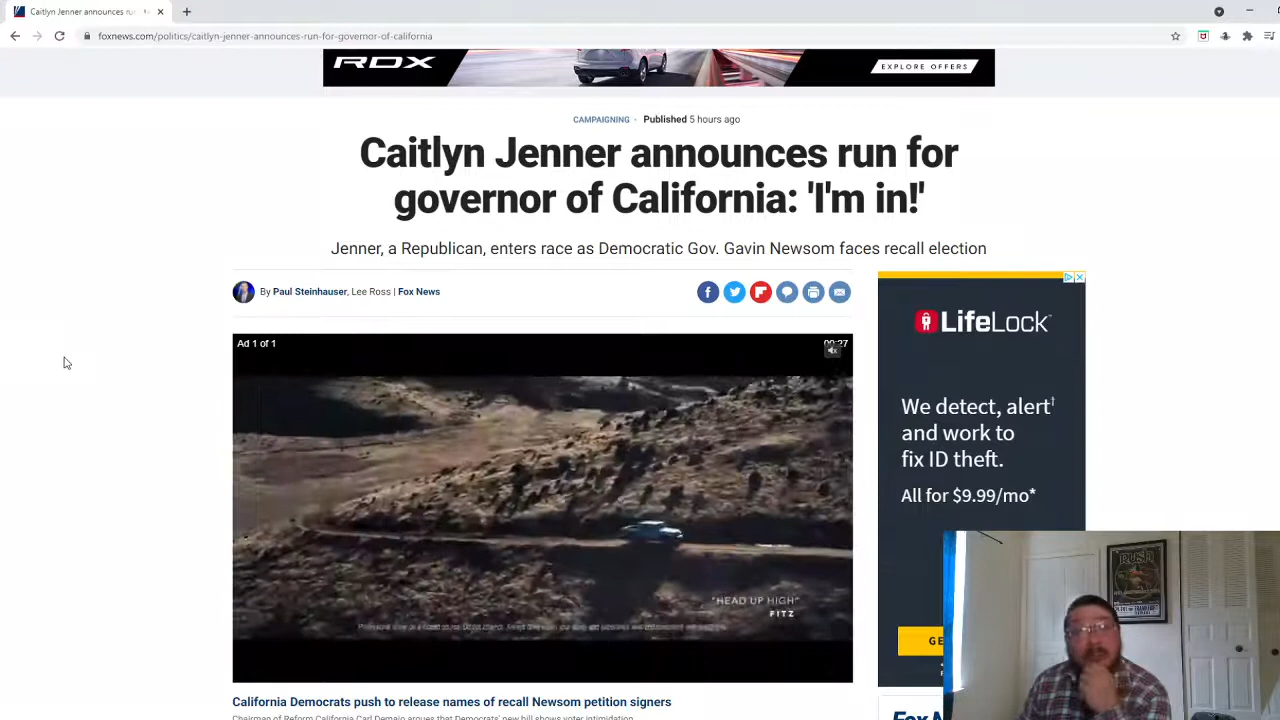 Caitlyn Jenner announces run
foxnews.com/politics/caitlyn-jenner-announces-run-for-governor-of-california
RDX
EXPLORE OFFERS
CAMPAIGNING - Published 5 hours ago
Caitlyn Jenner announces run for
governor of California: 'I'm in!'
Jenner, a Republican, enters race as Democratic Gov. Gavin Newsom faces recall election
By Paul Steinhauser, Lee Ross | Fox News
Ad 1 of 1
00:27
"HEAD UP HIGH"
FITZ
California Democrats push to release names of recall Newsom petition signers
Chairman of Reform California Carl Demaio argues that Democrats' new bill shows voter intimidation
LifeLock
We detect, alert†
and work to
fix ID theft.
All for $9.99/mo*
GE
Fox N
RUSH